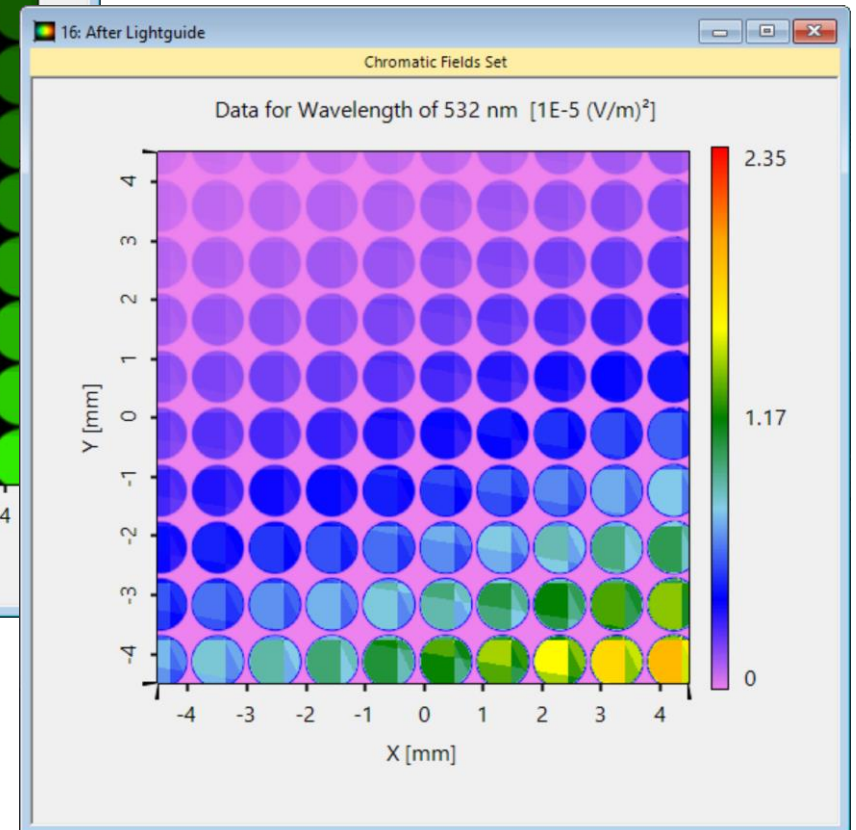 16: After Lightguide
Chromatic Fields Set
Data for Wavelength of 532 nm [1E-5 (V/m)²]
2.35
1.17
0
4
3
2
1
0
-1
-2
-3
-4
Y [mm]
-4 -3 -2 -1 0 1 2 3 4
X [mm]
4